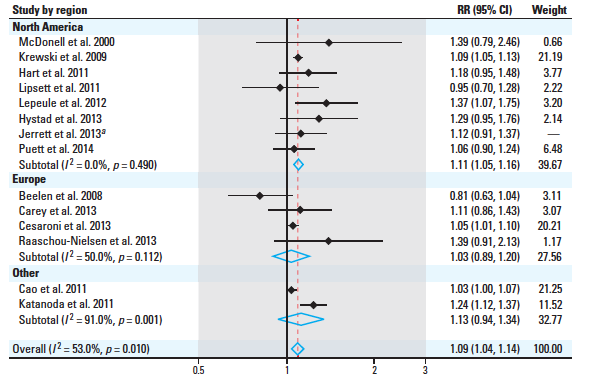 Study by region RR (95% CI) Weight
North America
McDonell et al. 2000 1.39 (0.79, 2.46) 0.66
Krewski et al. 2009 1.09 (1.05, 1.13) 21.19
Hart et al. 2011 1.18 (0.95, 1.48) 3.77
Lipsett et al. 2011 0.95 (0.70, 1.28) 2.22
Lepeule et al. 2012 1.37 (1.07, 1.75) 3.20
Hystad et al. 2013 1.29 (0.95, 1.76) 2.14
Jerrett et al. 2013ª 1.12 (0.91, 1.37) —
Puett et al. 2014 1.06 (0.90, 1.24) 6.48
Subtotal (I² = 0.0%, p = 0.490) 1.11 (1.05, 1.16) 39.67
Europe
Beelen et al. 2008 0.81 (0.63, 1.04) 3.11
Carey et al. 2013 1.11 (0.86, 1.43) 3.07
Cesaroni et al. 2013 1.05 (1.01, 1.10) 20.21
Raaschou-Nielsen et al. 2013 1.39 (0.91, 2.13) 1.17
Subtotal (I² = 50.0%, p = 0.112) 1.03 (0.89, 1.20) 27.56
Other
Cao et al. 2011 1.03 (1.00, 1.07) 21.25
Katanoda et al. 2011 1.24 (1.12, 1.37) 11.52
Subtotal (I² = 91.0%, p = 0.001) 1.13 (0.94, 1.34) 32.77
Overall (I² = 53.0%, p = 0.010) 1.09 (1.04, 1.14) 100.00
0.5 1 2 3